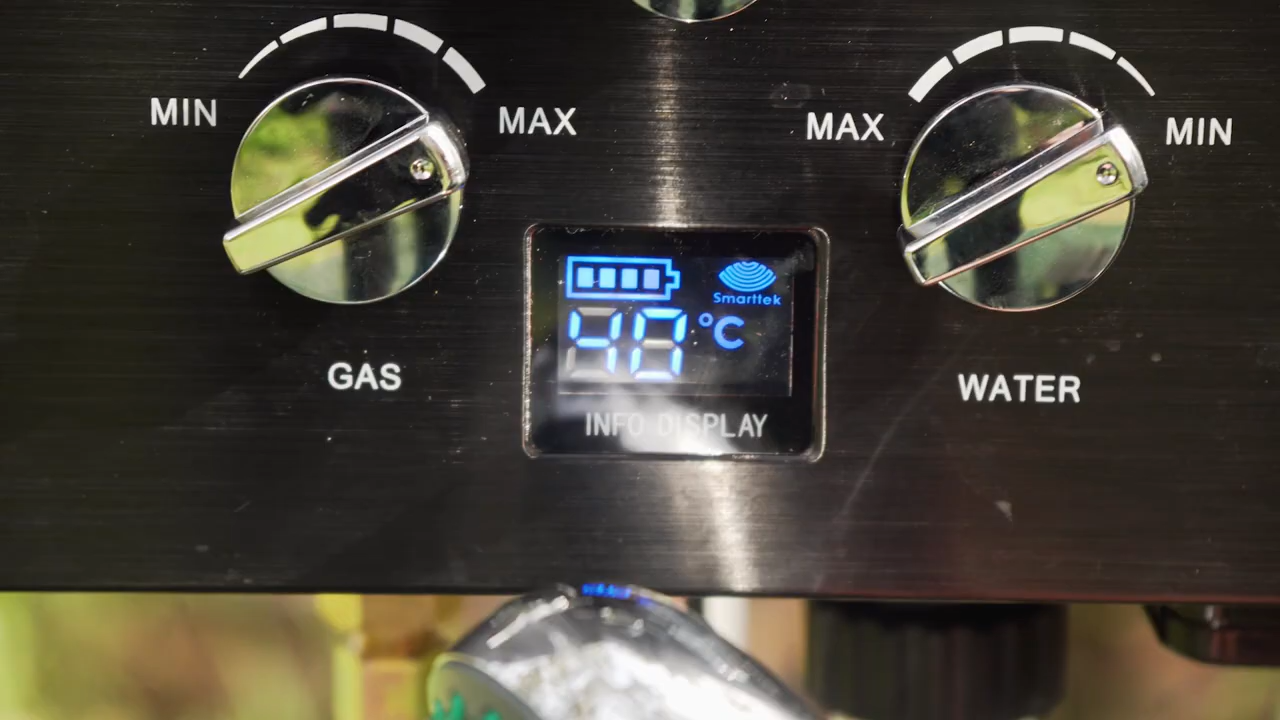 MIN MAX MAX MIN
Smarttek
40 °C
INFO DISPLAY
GAS WATER